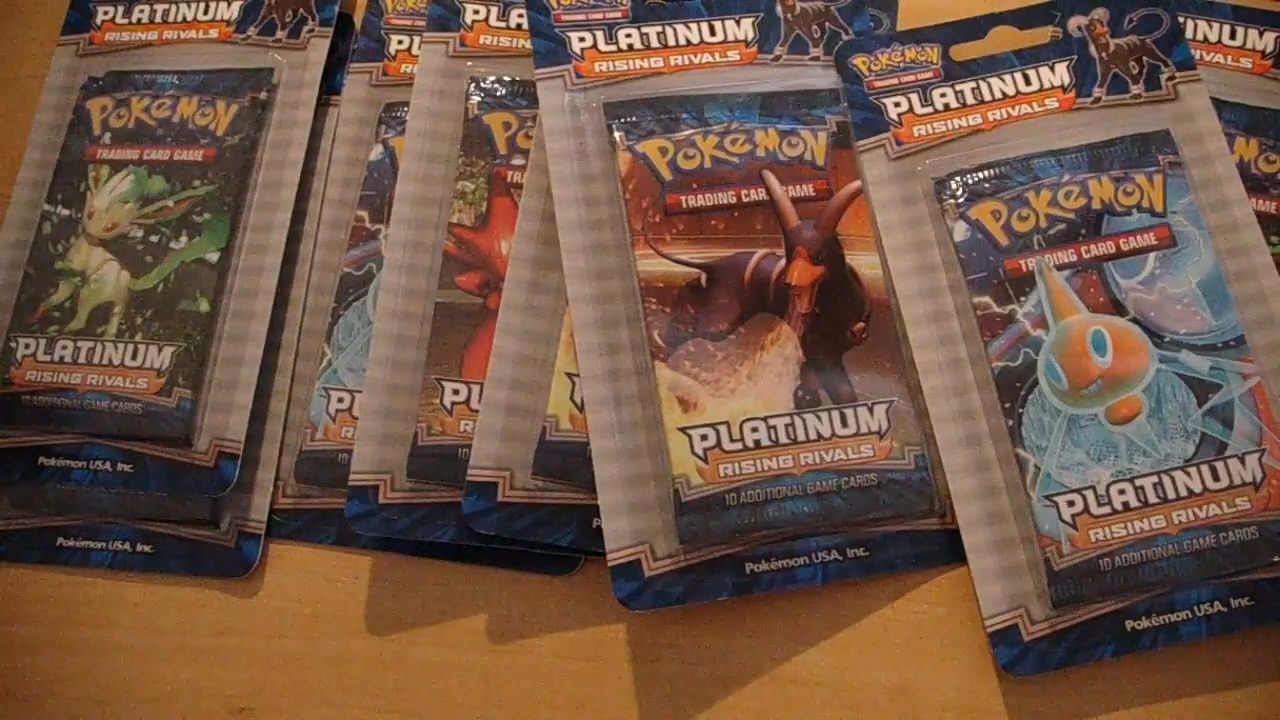 PLATINUM
RISING RIVALS
POKéMON
TRADING CARD GAME
PLATINUM
RISING RIVALS
10 ADDITIONAL GAME CARDS
Pokémon USA, Inc.
Pokémon USA, Inc.
PLATINUM
RISING RIVALS
POKéMON
TRADING CARD GAME
PLATINUM
RISING RIVALS
10 ADDITIONAL GAME CARDS
Pokémon USA, Inc.
POKéMON
TRADING CARD GAME
PLATINUM
RISING RIVALS
POKéMON
TRADING CARD GAME
PLATINUM
RISING RIVALS
10 ADDITIONAL GAME CARDS
Pokémon USA, Inc.